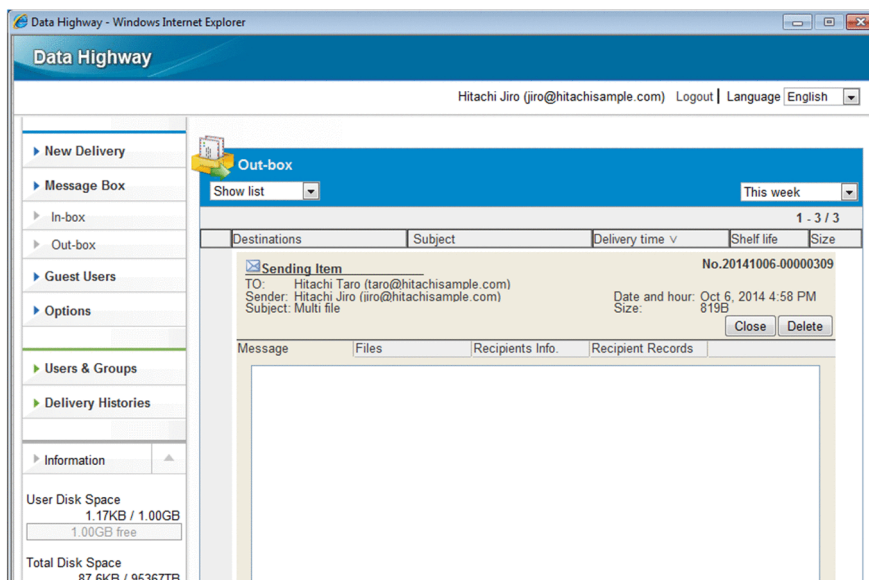 Data Highway - Windows Internet Explorer
Data Highway
Hitachi Jiro (jiro@hitachisample.com) Logout Language English
New Delivery
Message Box
In-box
Out-box
Guest Users
Options
Users & Groups
Delivery Histories
Information
User Disk Space
1.17KB / 1.00GB
1.00GB free
Total Disk Space
87.6KB / 95367TB
Out-box
Show list This week
1 - 3 / 3
Destinations Subject Delivery time Shelf life Size
Sending Item No.20141006-00000309
TO: Hitachi Taro (taro@hitachisample.com)
Sender: Hitachi Jiro (jiro@hitachisample.com) Date and hour: Oct 6, 2014 4:58 PM
Subject: Multi file Size: 819B
Close Delete
Message Files Recipients Info. Recipient Records